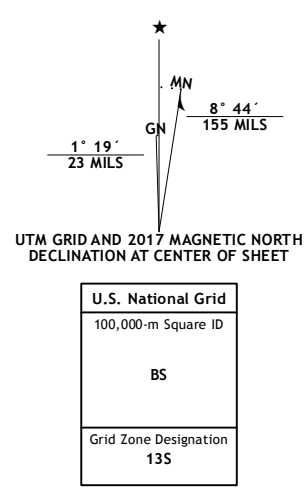 ★
MN
GN
8° 44´
155 MILS
1° 19´
23 MILS
UTM GRID AND 2017 MAGNETIC NORTH
DECLINATION AT CENTER OF SHEET
U.S. National Grid
100,000-m Square ID
BS
Grid Zone Designation
13S